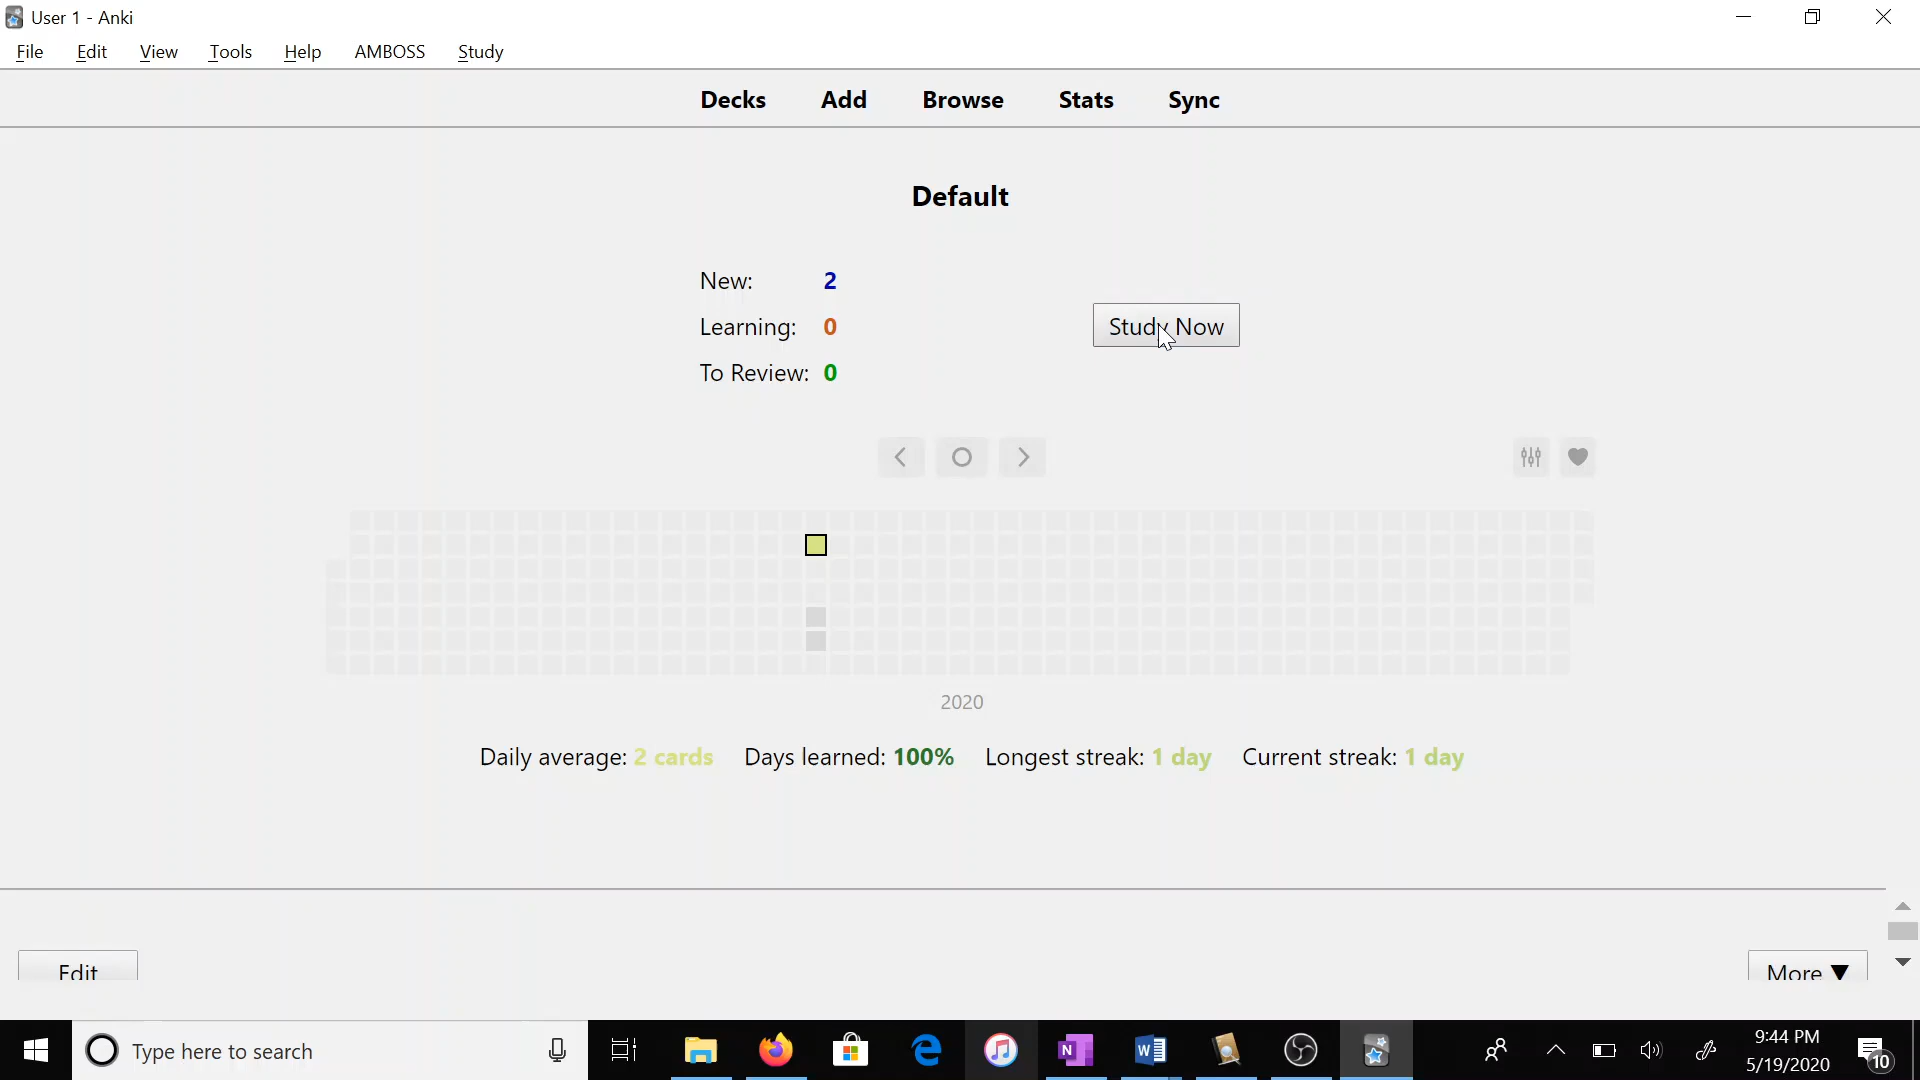 User 1 - Anki
File Edit View Tools Help AMBOSS Study
Decks Add Browse Stats Sync
Default
New: 2
Learning: 0
Study Now
To Review: 0
2020
Daily average: 2 cards Days learned: 100% Longest streak: 1 day Current streak: 1 day
Edit
More ▼
Type here to search
9:44 PM
5/19/2020
10